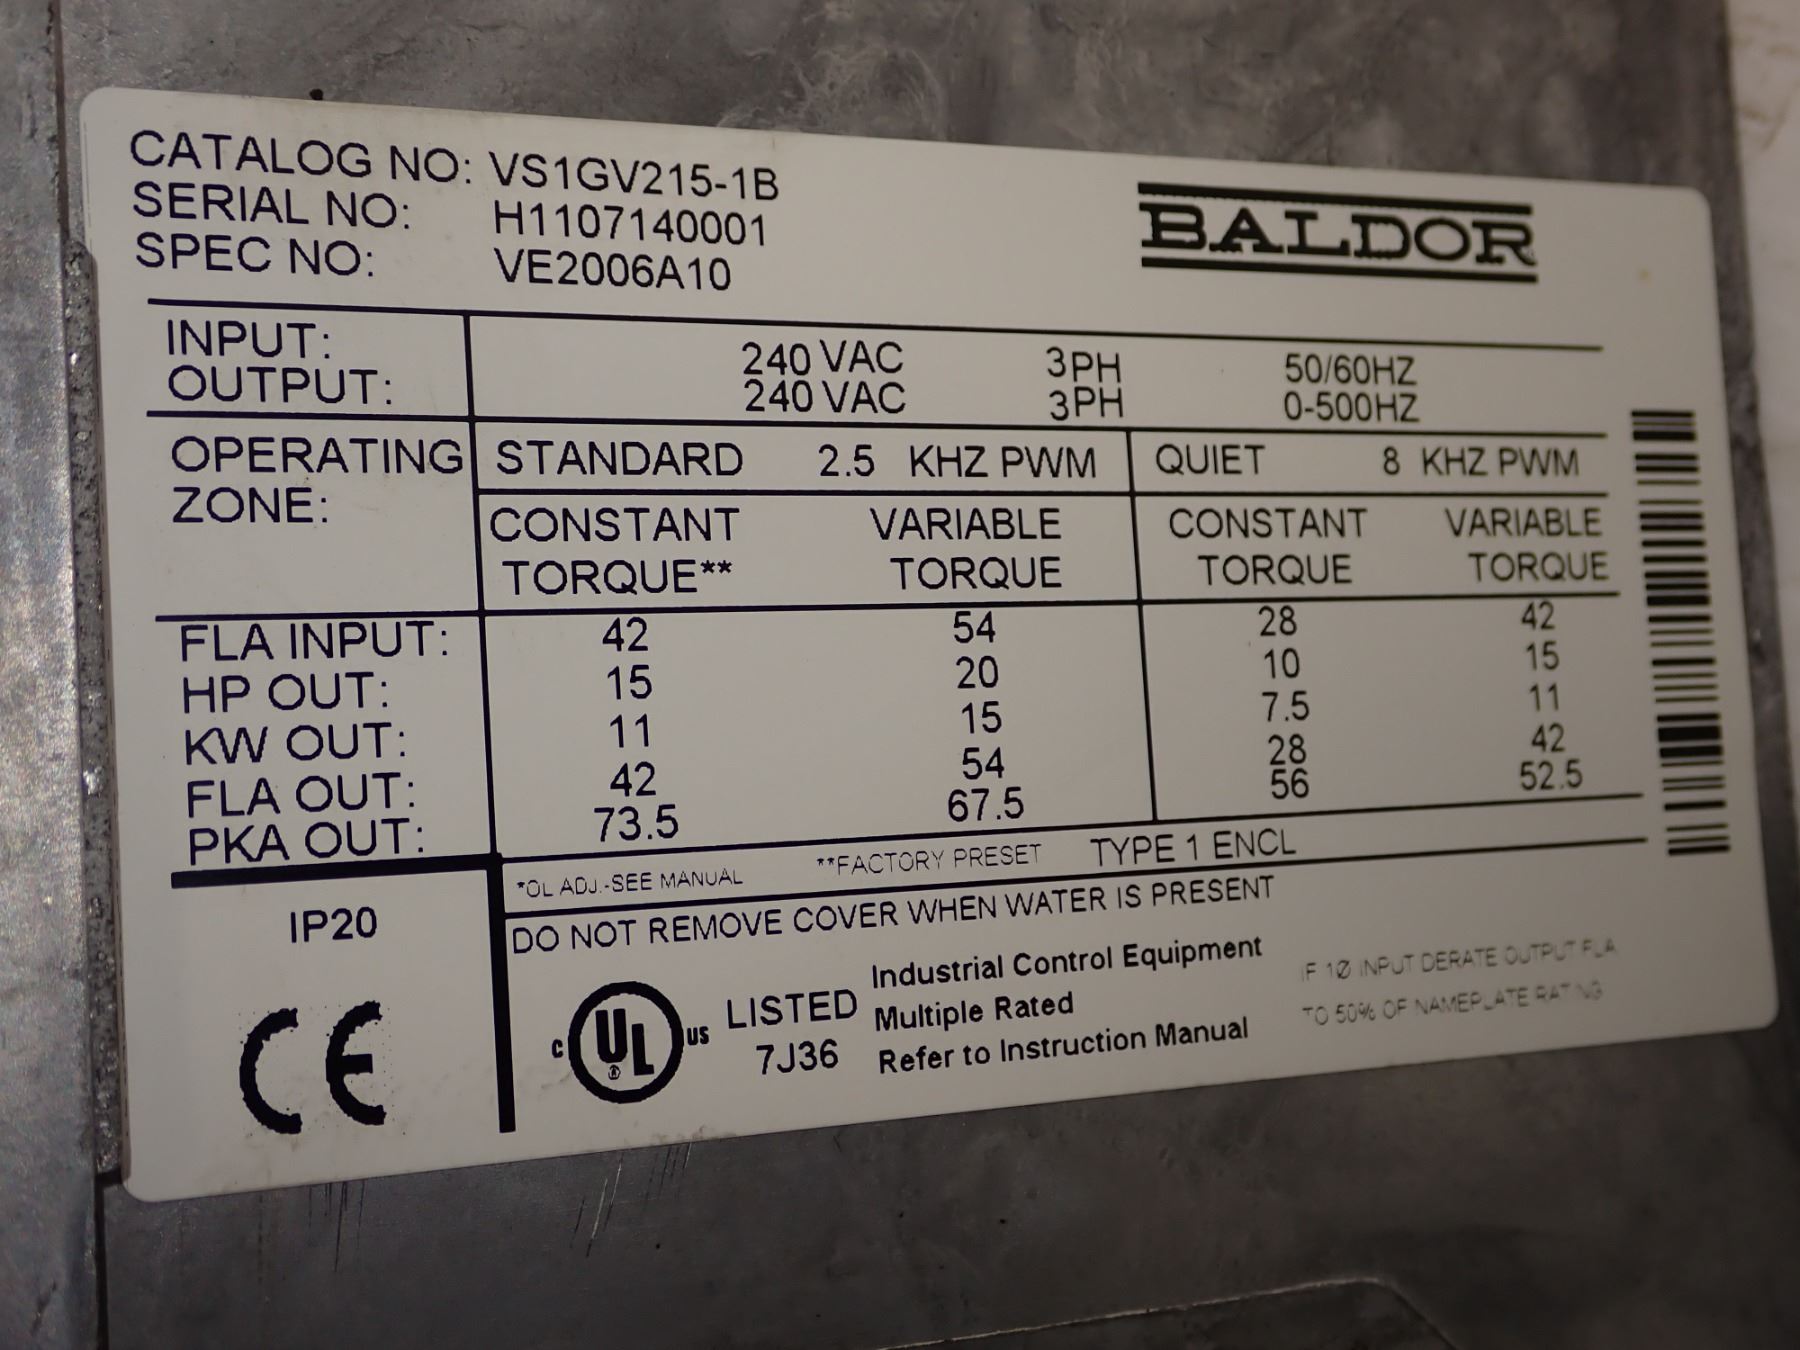 CATALOG NO: VS1GV215-1B
SERIAL NO: H1107140001
SPEC NO: VE2006A10
BALDOR
INPUT: 240 VAC 3PH 50/60HZ
OUTPUT: 240 VAC 3PH 0-500HZ
OPERATING ZONE: STANDARD 2.5 KHZ PWM QUIET 8 KHZ PWM
CONSTANT VARIABLE CONSTANT VARIABLE
TORQUE** TORQUE TORQUE TORQUE
FLA INPUT: 42 54 28 42
HP OUT: 15 20 10 15
KW OUT: 11 15 7.5 11
FLA OUT: 42 54 28 42
PKA OUT: 73.5 67.5 56 52.5
*OL ADJ.-SEE MANUAL **FACTORY PRESET TYPE 1 ENCL
IP20
DO NOT REMOVE COVER WHEN WATER IS PRESENT
CE
C UL ® US LISTED 7J36
Industrial Control Equipment
Multiple Rated
Refer to Instruction Manual
IF 1Ø INPUT DERATE OUTPUT FLA
TO 50% OF NAMEPLATE RATING